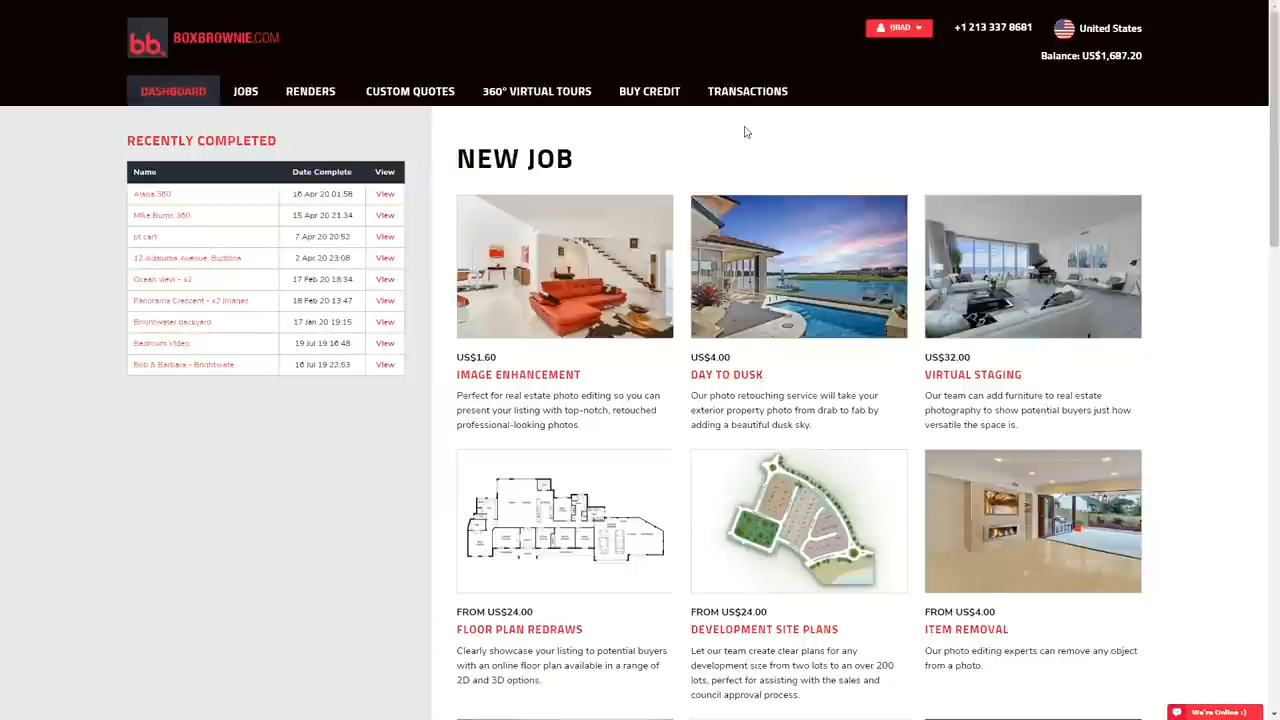 bb.
BOXBROWNIE.COM
BRAD
+1 213 337 8681
United States
Balance: US$1,687.20
DASHBOARD
JOBS
RENDERS
CUSTOM QUOTES
360° VIRTUAL TOURS
BUY CREDIT
TRANSACTIONS
RECENTLY COMPLETED
Name Date Complete View
Alana 360 16 Apr 20 01:58 View
Mike Burns 360 15 Apr 20 21:34 View
pt cart 7 Apr 20 20:52 View
12 Adaluma Avenue, Buddina 2 Apr 20 23:08 View
Ocean view - x2 17 Feb 20 18:34 View
Panorama Crescent - x2 images 18 Feb 20 13:47 View
Brightwater backyard 17 Jan 20 19:15 View
Bedroom Video 19 Jul 19 16:48 View
Bob & Barbara - Brightwate 16 Jul 19 22:53 View
NEW JOB
US$1.60
IMAGE ENHANCEMENT
Perfect for real estate photo editing so you can
present your listing with top-notch, retouched
professional-looking photos.
US$4.00
DAY TO DUSK
Our photo retouching service will take your
exterior property photo from drab to fab by
adding a beautiful dusk sky.
US$32.00
VIRTUAL STAGING
Our team can add furniture to real estate
photography to show potential buyers just how
versatile the space is.
FROM US$24.00
FLOOR PLAN REDRAWS
Clearly showcase your listing to potential buyers
with an online floor plan available in a range of
2D and 3D options.
FROM US$24.00
DEVELOPMENT SITE PLANS
Let our team create clear plans for any
development size from two lots to an over 200
lots, perfect for assisting with the sales and
council approval process.
FROM US$4.00
ITEM REMOVAL
Our photo editing experts can remove any object
from a photo.
We're Online :)